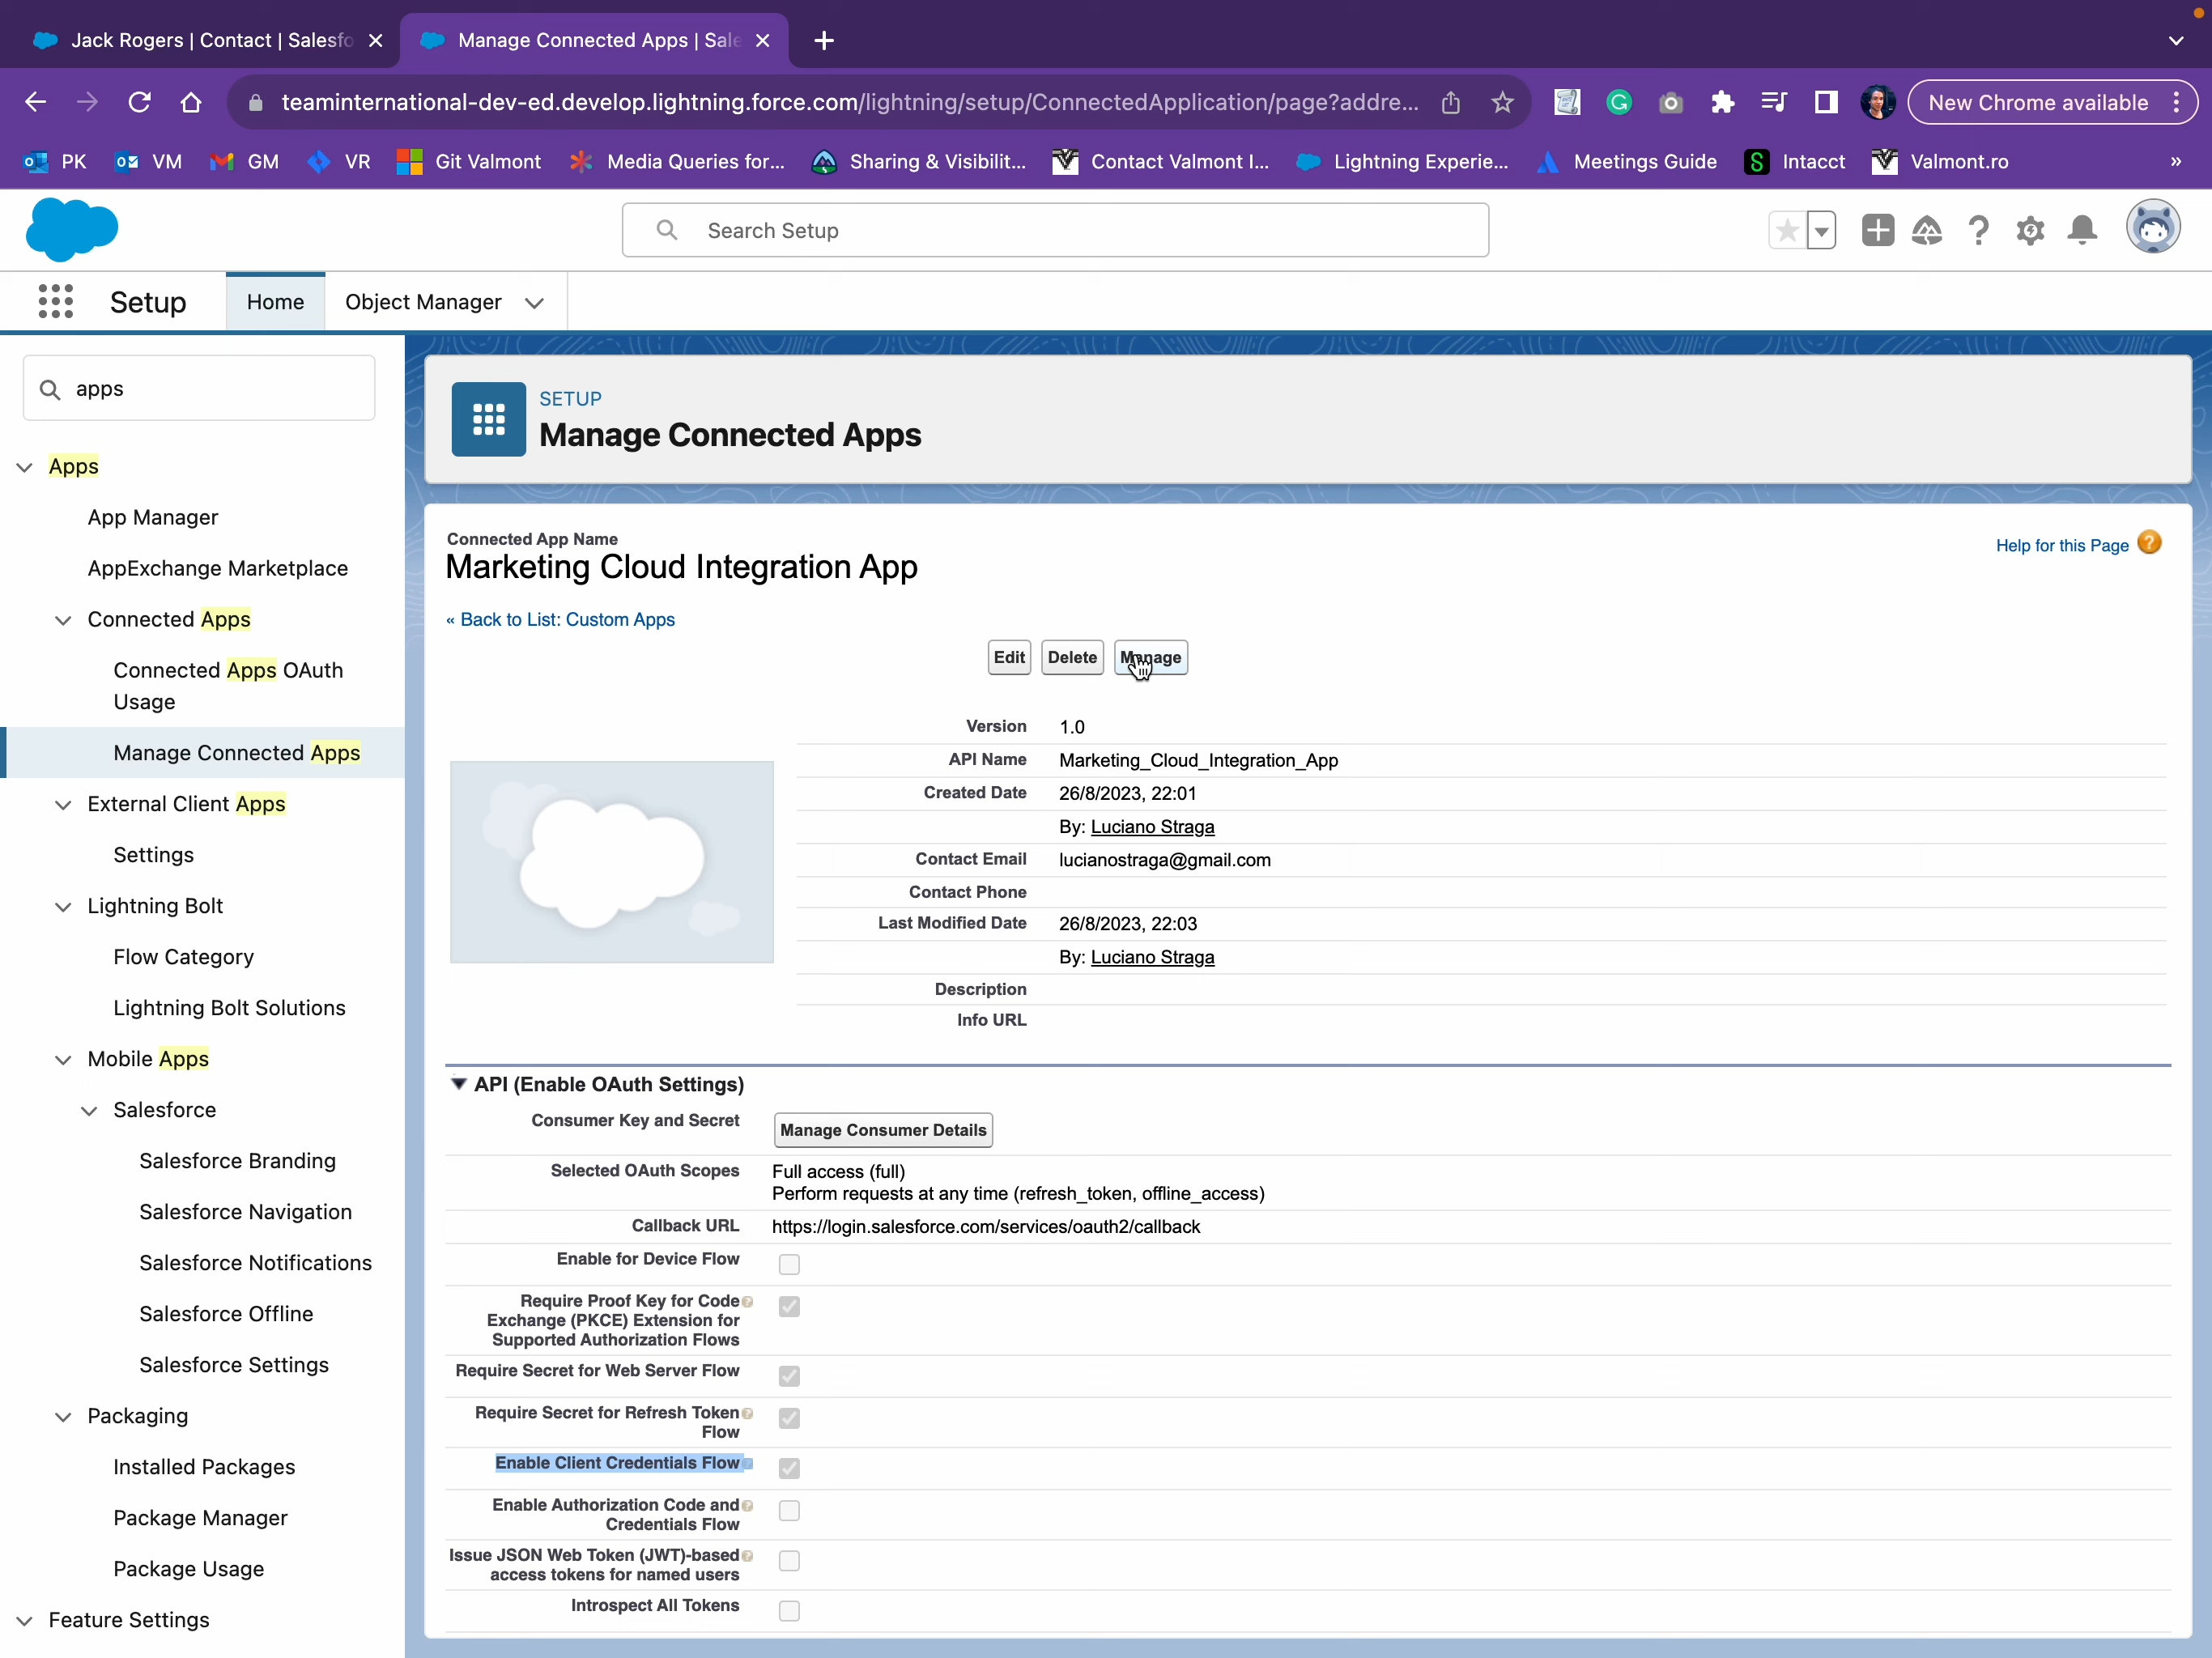 Jack Rogers | Contact | Salesfo
Manage Connected Apps | Sale
teaminternational-dev-ed.develop.lightning.force.com/lightning/setup/ConnectedApplication/page?addre...
New Chrome available
PK
VM
GM
VR
Git Valmont
Media Queries for...
Sharing & Visibilit...
Contact Valmont I...
Lightning Experie...
Meetings Guide
Intacct
Valmont.ro
»
Search Setup
Setup
Home
Object Manager
apps
Apps
App Manager
AppExchange Marketplace
Connected Apps
Connected Apps OAuth
Usage
Manage Connected Apps
External Client Apps
Settings
Lightning Bolt
Flow Category
Lightning Bolt Solutions
Mobile Apps
Salesforce
Salesforce Branding
Salesforce Navigation
Salesforce Notifications
Salesforce Offline
Salesforce Settings
Packaging
Installed Packages
Package Manager
Package Usage
Feature Settings
SETUP
Manage Connected Apps
Connected App Name
Marketing Cloud Integration App
Help for this Page
« Back to List: Custom Apps
Edit Delete Manage
Version 1.0
API Name Marketing_Cloud_Integration_App
Created Date 26/8/2023, 22:01
By: Luciano Straga
Contact Email lucianostraga@gmail.com
Contact Phone
Last Modified Date 26/8/2023, 22:03
By: Luciano Straga
Description
Info URL
API (Enable OAuth Settings)
Consumer Key and Secret Manage Consumer Details
Selected OAuth Scopes Full access (full)
Perform requests at any time (refresh_token, offline_access)
Callback URL https://login.salesforce.com/services/oauth2/callback
Enable for Device Flow
Require Proof Key for Code
Exchange (PKCE) Extension for
Supported Authorization Flows
Require Secret for Web Server Flow
Require Secret for Refresh Token
Flow
Enable Client Credentials Flow
Enable Authorization Code and
Credentials Flow
Issue JSON Web Token (JWT)-based
access tokens for named users
Introspect All Tokens